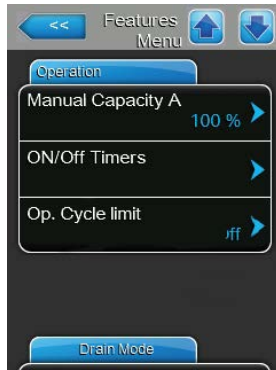 <<
Features
Menu
Operation
Manual Capacity A
100 %
ON/Off Timers
Op. Cycle limit
Drain Mode